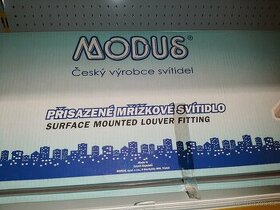 MODUS®
Český výrobce svítidel
PŘISAZENÉ MŘÍŽKOVÉ SVÍTIDLO
SURFACE MOUNTED LOUVER FITTING